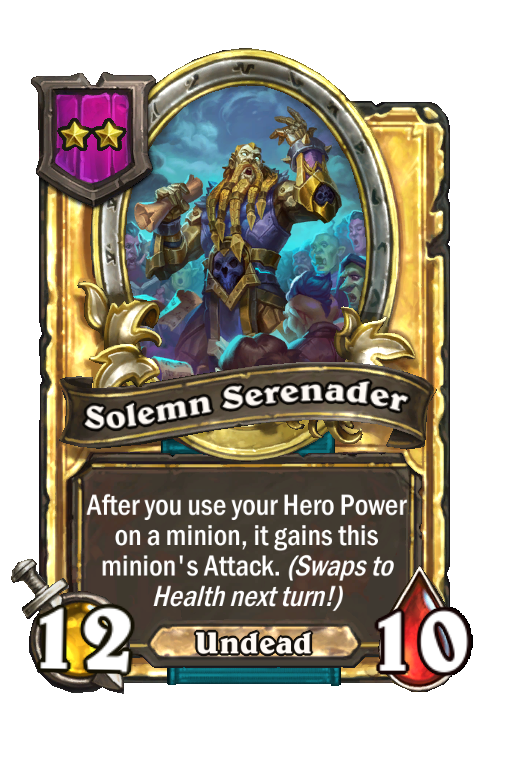 Solemn Serenader
After you use your Hero Power
on a minion, it gains this
minion's Attack. (Swaps to
Health next turn!)
12
Undead
10